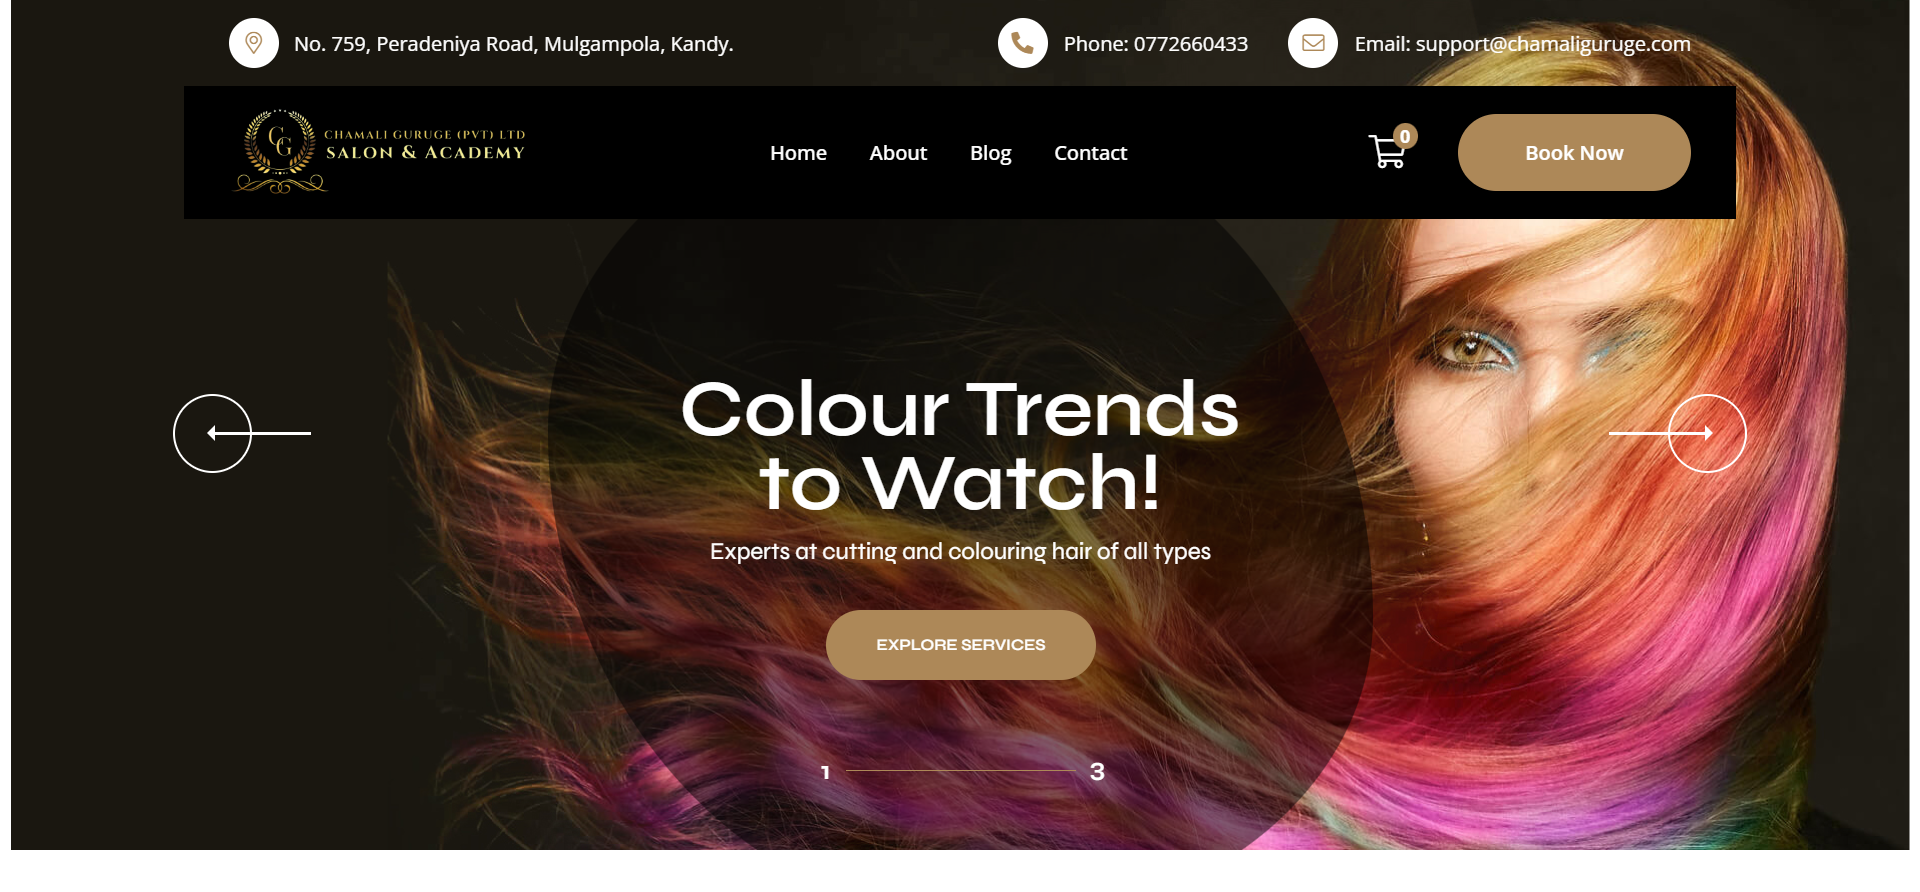 No. 759, Peradeniya Road, Mulgampola, Kandy.
Phone: 0772660433
Email: support@chamaliguruge.com
CG
CHAMALI GURUGE (PVT) LTD
SALON & ACADEMY
Home
About
Blog
Contact
0
Book Now
Colour Trends
to Watch!
Experts at cutting and colouring hair of all types
EXPLORE SERVICES
1
3